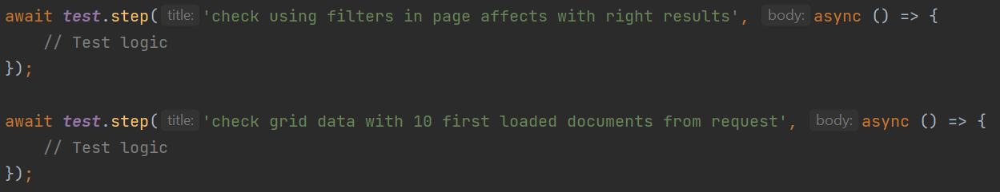 await test.step( title: 'check using filters in page affects with right results', body: async () => {
    // Test logic
});
await test.step( title: 'check grid data with 10 first loaded documents from request', body: async () => {
    // Test logic
});